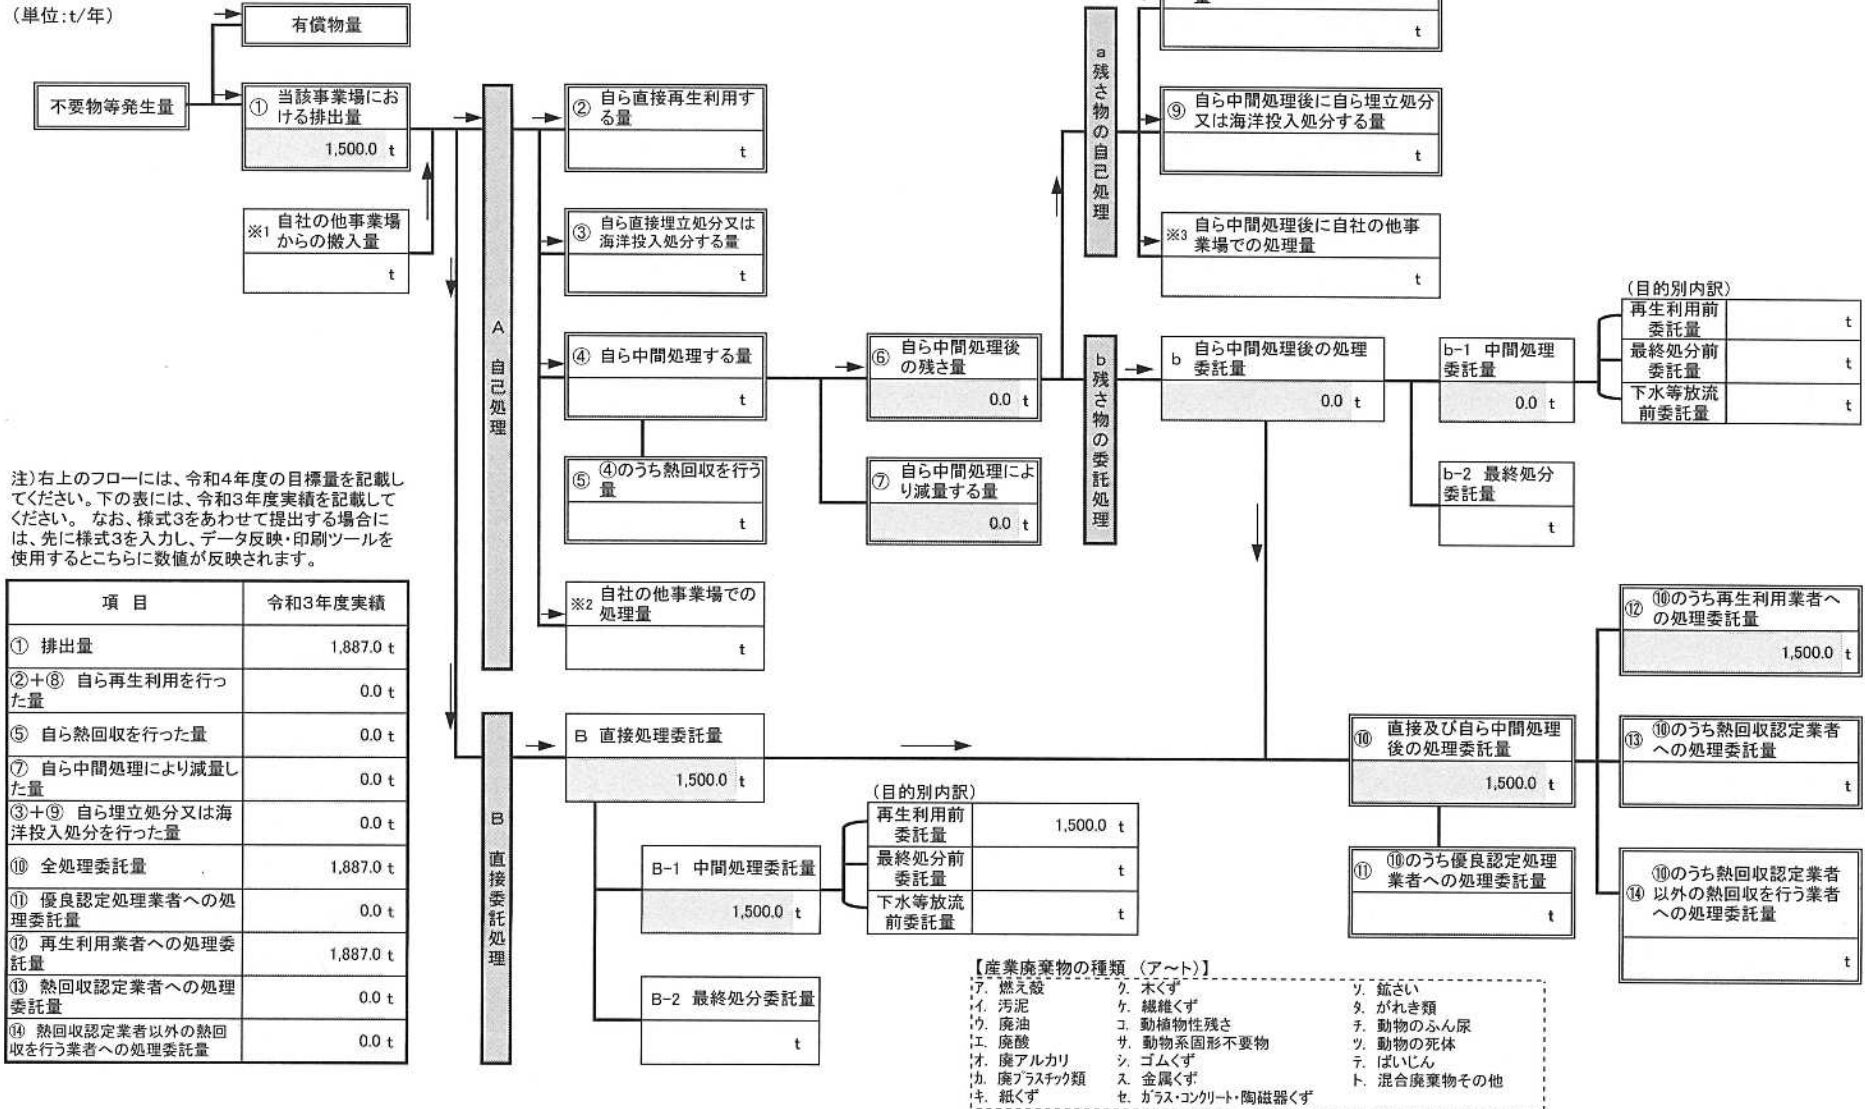 (単位:t/年)
有償物量
不要物等発生量
① 当該事業場にお
ける排出量
1,500.0 t
※1 自社の他事業場
からの搬入量
t
A 自己処理
② 自ら直接再生利用す
る量
t
③ 自ら直接埋立処分又は
海洋投入処分する量
t
④ 自ら中間処理する量
t
⑤ ④のうち熱回収を行う
量
t
※2 自社の他事業場での
処理量
t
⑥ 自ら中間処理後
の残さ量
0.0 t
⑦ 自ら中間処理によ
り減量する量
0.0 t
a 残さ物の自己処理
t
⑨ 自ら中間処理後に自ら埋立処分
又は海洋投入処分する量
t
※3 自ら中間処理後に自社の他事
業場での処理量
t
b 残さ物の委託処理
b 自ら中間処理後の処理
委託量
0.0 t
b-1 中間処理
委託量
0.0 t
(目的別内訳)
再生利用前
委託量
t
最終処分前
委託量
t
下水等放流
前委託量
t
b-2 最終処分
委託量
t
注)右上のフローには、令和4年度の目標量を記載し
てください。下の表には、令和3年度実績を記載して
ください。 なお、様式3をあわせて提出する場合に
は、先に様式3を入力し、データ反映・印刷ツールを
使用するとこちらに数値が反映されます。
項 目 令和3年度実績
① 排出量 1,887.0 t
②+⑧ 自ら再生利用を行っ
た量 0.0 t
⑤ 自ら熱回収を行った量 0.0 t
⑦ 自ら中間処理により減量し
た量 0.0 t
③+⑨ 自ら埋立処分又は海
洋投入処分を行った量 0.0 t
⑩ 全処理委託量 1,887.0 t
⑪ 優良認定処理業者への処
理委託量 0.0 t
⑫ 再生利用業者への処理委
託量 1,887.0 t
⑬ 熱回収認定業者への処理
委託量 0.0 t
⑭ 熱回収認定業者以外の熱回
収を行う業者への処理委託量 0.0 t
B 直接委託処理
B 直接処理委託量
1,500.0 t
B-1 中間処理委託量
1,500.0 t
(目的別内訳)
再生利用前
委託量
1,500.0 t
最終処分前
委託量
t
下水等放流
前委託量
t
B-2 最終処分委託量
t
⑩ 直接及び自ら中間処理
後の処理委託量
1,500.0 t
⑪ ⑩のうち優良認定処理
業者への処理委託量
t
⑫ ⑩のうち再生利用業者へ
の処理委託量
1,500.0 t
⑬ ⑩のうち熱回収認定業者
への処理委託量
t
⑭ ⑩のうち熱回収認定業者
以外の熱回収を行う業者
への処理委託量
t
【産業廃棄物の種類 (ア~ト)】
ア. 燃え殻 ク. 木くず ソ. 鉱さい
イ. 汚泥 ケ. 繊維くず タ. がれき類
ウ. 廃油 コ. 動植物性残さ チ. 動物のふん尿
エ. 廃酸 サ. 動物系固形不要物 ツ. 動物の死体
オ. 廃アルカリ シ. ゴムくず テ. ばいじん
カ. 廃プラスチック類 ス. 金属くず ト. 混合廃棄物その他
キ. 紙くず セ. ガラス・コンクリート・陶磁器くず